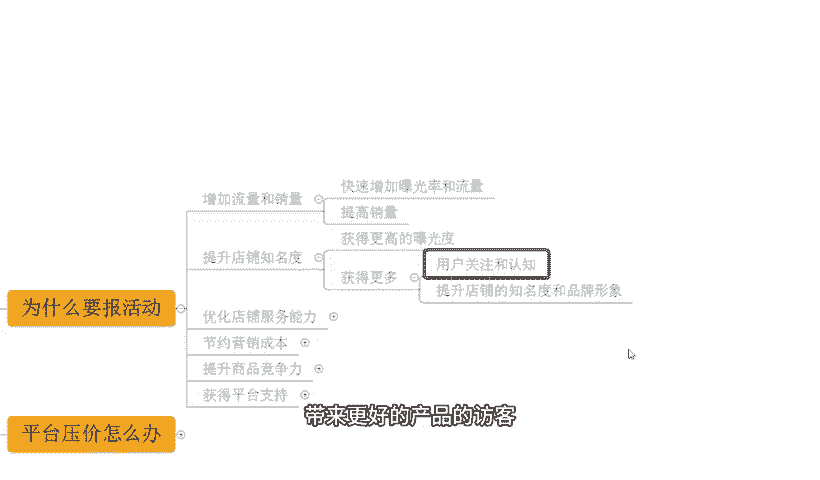 为什么要报活动
增加流量和销量
快速增加曝光率和流量
提高销量
提升店铺知名度
获得更高的曝光度
获得更多
用户关注和认知
提升店铺的知名度和品牌形象
优化店铺服务能力
节约营销成本
提升商品竞争力
获得平台支持
平台压价怎么办
带来更好的产品的访客